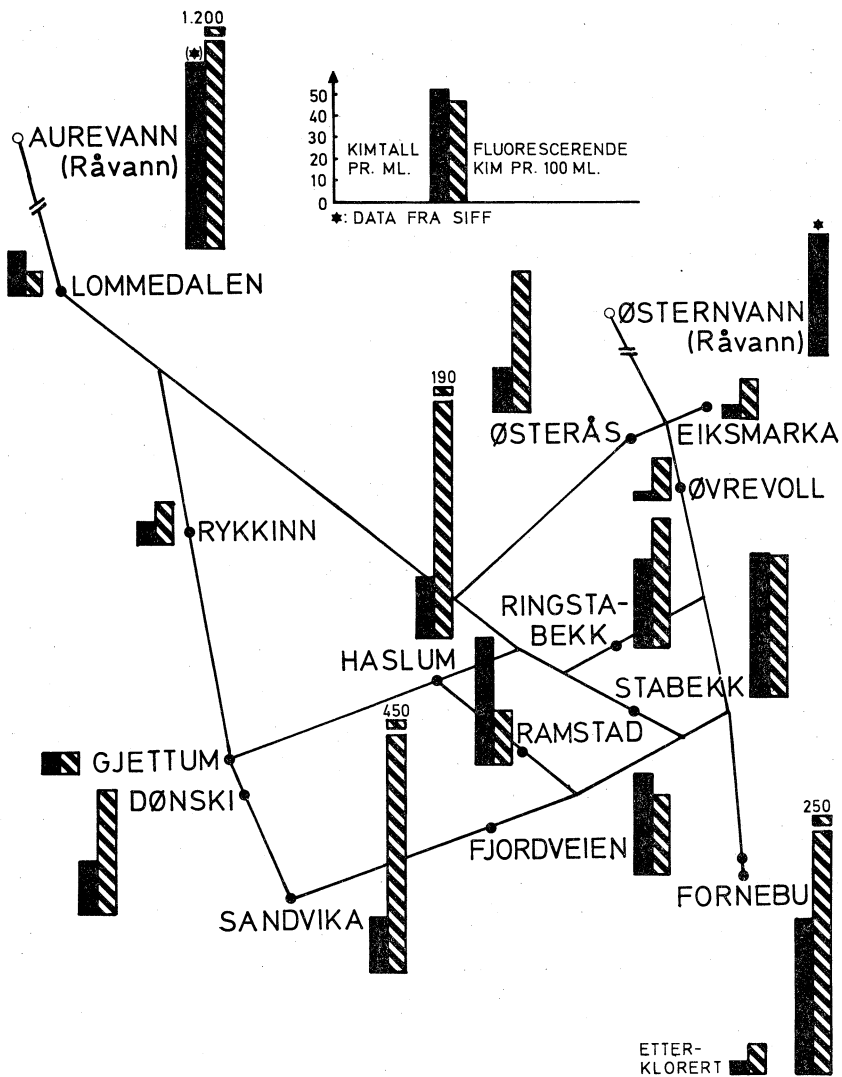 1.200
(*)
AUREVANN
(Råvann)
50
40
30
20
10
0
KIMTALL
PR. ML.
FLUORESCERENDE
KIM PR. 100 ML.
*: DATA FRA SIFF
LOMMEDALEN
*
ØSTERNVANN
(Råvann)
190
ØSTERÅS
EIKSMARKA
ØVREVOLL
RYKKINN
RINGSTA-
BEKK
HASLUM
STABEKK
450
RAMSTAD
GJETTUM
DØNSKI
250
FJORDVEIEN
FORNEBU
SANDVIKA
ETTER-
KLORERT